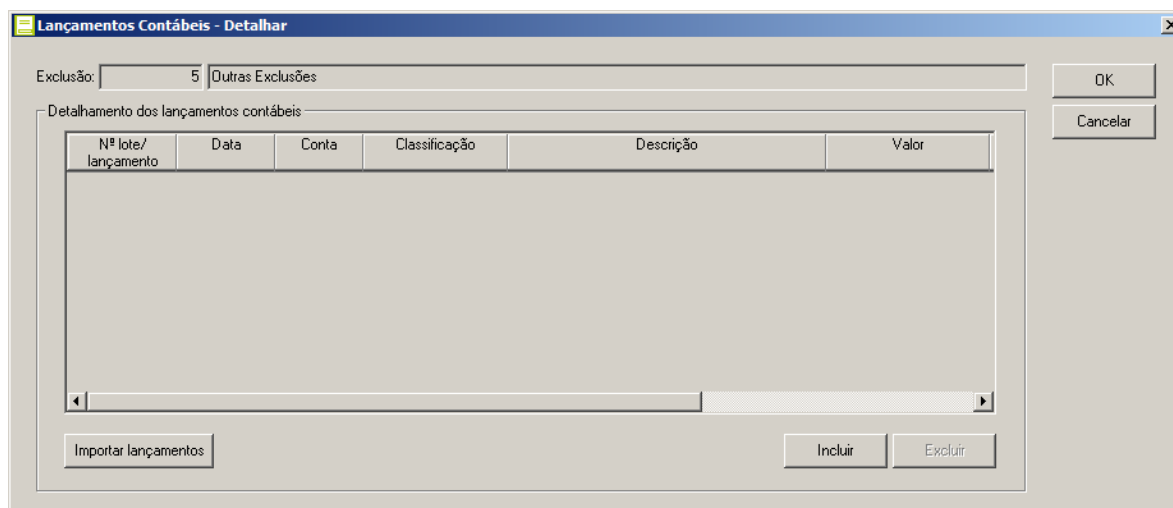 Lançamentos Contábeis - Detalhar
Exclusão: 5 Outras Exclusões
OK
Detalhamento dos lançamentos contábeis
Cancelar
Nº lote/ lançamento Data Conta Classificação Descrição Valor
Importar lançamentos Incluir Excluir